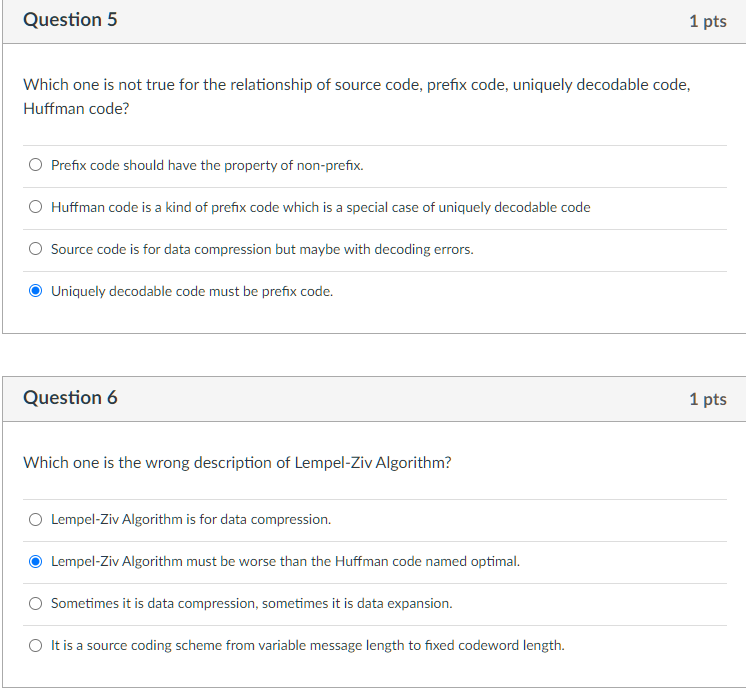 Question 5
1 pts
Which one is not true for the relationship of source code, prefix code, uniquely decodable code,
Huffman code?
Prefix code should have the property of non-prefix.
Huffman code is a kind of prefix code which is a special case of uniquely decodable code
Source code is for data compression but maybe with decoding errors.
Uniquely decodable code must be prefix code.
Question 6
1 pts
Which one is the wrong description of Lempel-Ziv Algorithm?
Lempel-Ziv Algorithm is for data compression.
Lempel-Ziv Algorithm must be worse than the Huffman code named optimal.
Sometimes it is data compression, sometimes it is data expansion.
It is a source coding scheme from variable message length to fixed codeword length.